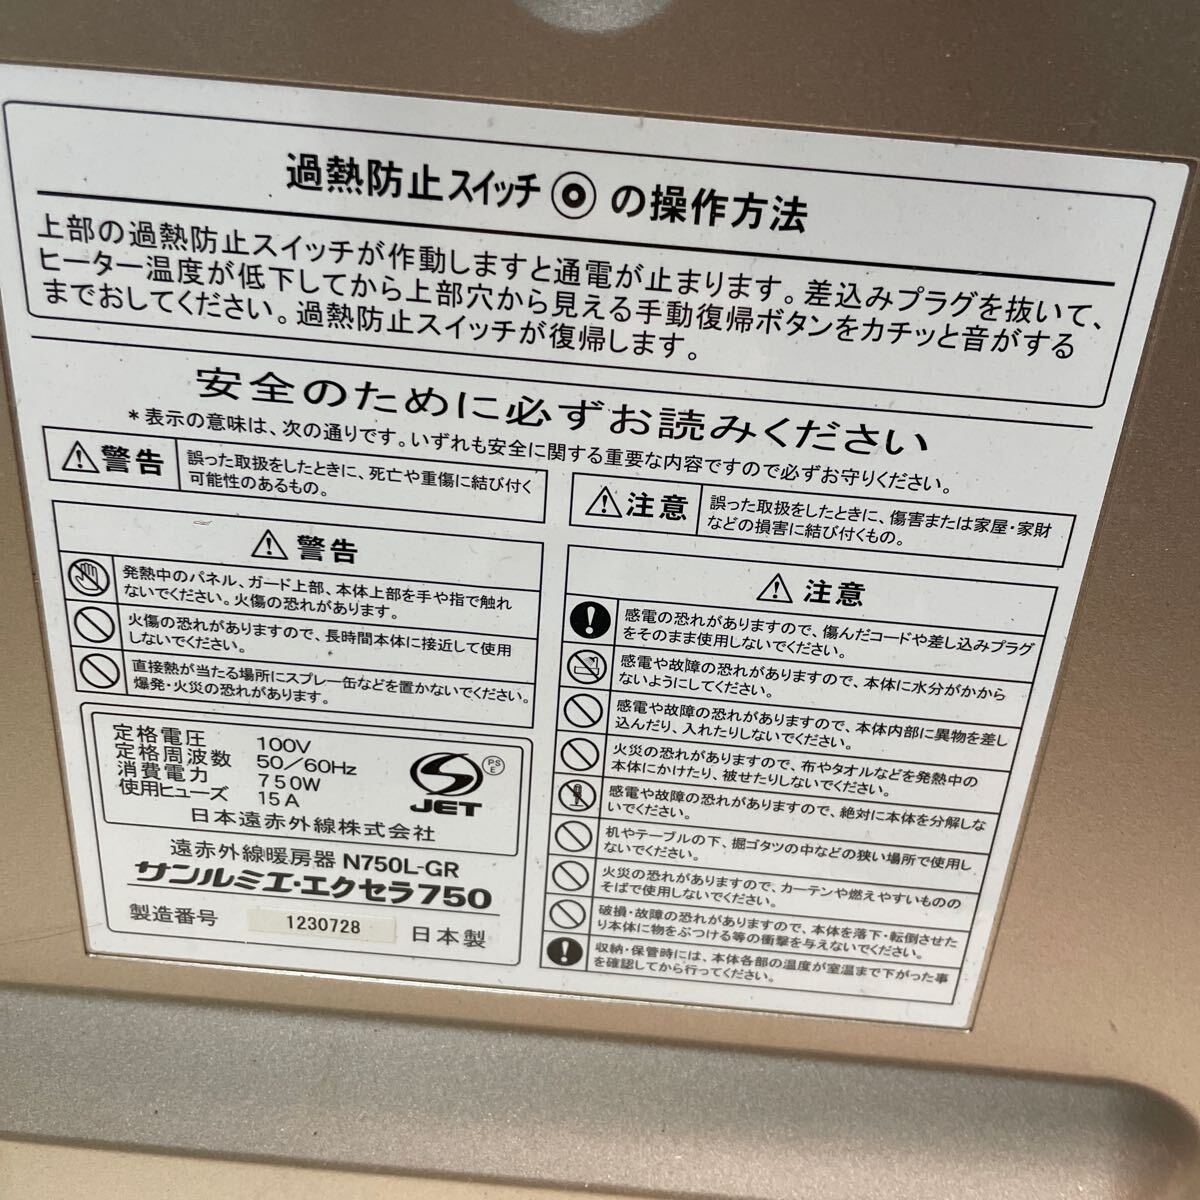 過熱防止スイッチ◉の操作方法
上部の過熱防止スイッチが作動しますと通電が止まります。差込みプラグを抜いて、
ヒーター温度が低下してから上部穴から見える手動復帰ボタンをカチッと音がする
までおしてください。過熱防止スイッチが復帰します。
安全のために必ずお読みください
*表示の意味は、次の通りです。いずれも安全に関する重要な内容ですので必ずお守りください。
警告
誤った取扱をしたときに、死亡や重傷に結び付く
可能性のあるもの。
注意
誤った取扱をしたときに、傷害または家屋・家財
などの損害に結び付くもの。
警告
発熱中のパネル、ガード上部、本体上部を手や指で触れ
ないでください。火傷の恐れがあります。
火傷の恐れがありますので、長時間本体に接近して使用
しないでください。
直接熱が当たる場所にスプレー缶などを置かないでください。
爆発・火災の恐れがあります。
定格電圧 100V
定格周波数 50/60Hz
消費電力 750W
使用ヒューズ 15A
PS
E
JET
日本遠赤外線株式会社
遠赤外線暖房器 N750L-GR
サンルミエ・エクセラ750
製造番号 1230728 日本製
注意
感電の恐れがありますので、傷んだコードや差し込みプラグ
をそのまま使用しないでください。
感電や故障の恐れがありますので、本体に水分がかから
ないようにしてください。
感電や故障の恐れがありますので、本体内部に異物を差し
込んだり、入れたりしないでください。
火災の恐れがありますので、布やタオルなどを発熱中の
本体にかけたり、被せたりしないでください。
感電や故障の恐れがありますので、絶対に本体を分解しな
いでください。
机やテーブルの下、掘ゴタツの中などの狭い場所で使用し
ないでください。
火災の恐れがありますので、カーテンや燃えやすいものの
そばで使用しないでください。
破損・故障の恐れがありますので、本体を落下・転倒させた
り本体に物をぶつける等の衝撃を与えないでください。
収納・保管時には、本体各部の温度が室温まで下がった事
を確認してから行ってください。